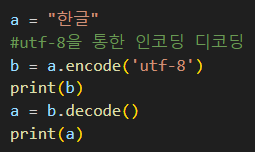 a = "한글"
#utf-8을 통한 인코딩 디코딩
b = a.encode('utf-8')
print(b)
a = b.decode()
print(a)